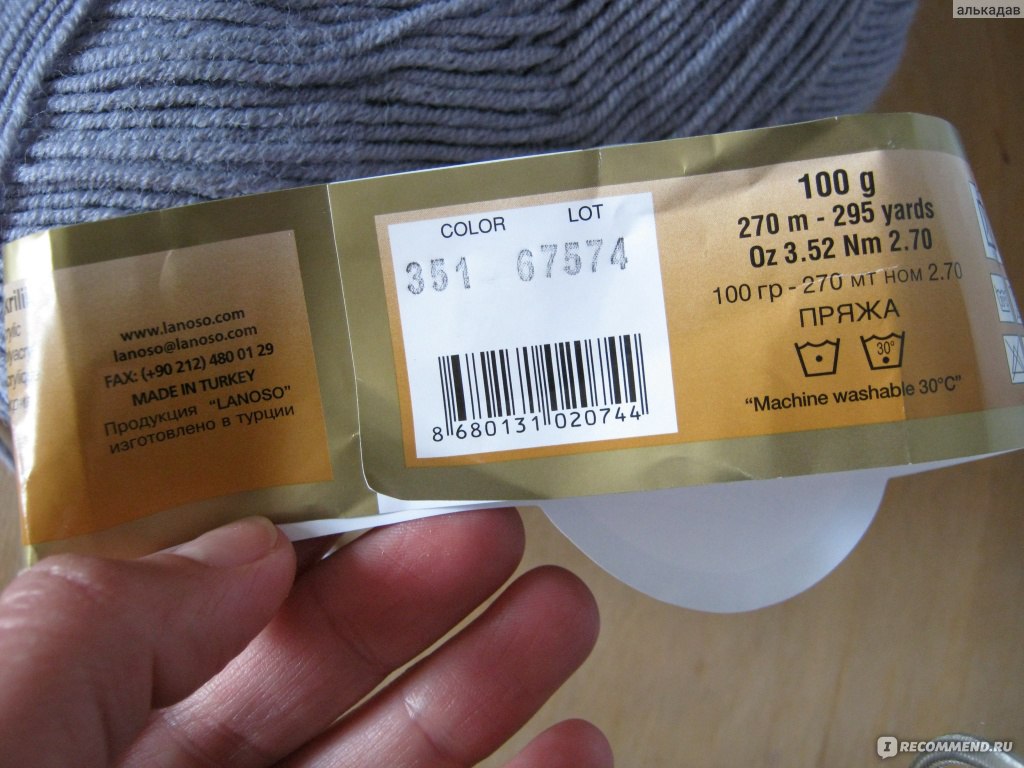 алькадав
www.lanoso.com
lanoso@lanoso.com
FAX: (+90 212) 480 01 29
MADE IN TURKEY
Продукция "LANOSO"
изготовлено в турции
COLOR LOT
351 67574
8 680131 020744
100 g
270 m - 295 yards
Oz 3.52 Nm 2.70
100 гр - 270 мт ном 2.70
ПРЯЖА
30°
"Machine washable 30°C"
IRECOMMEND.RU